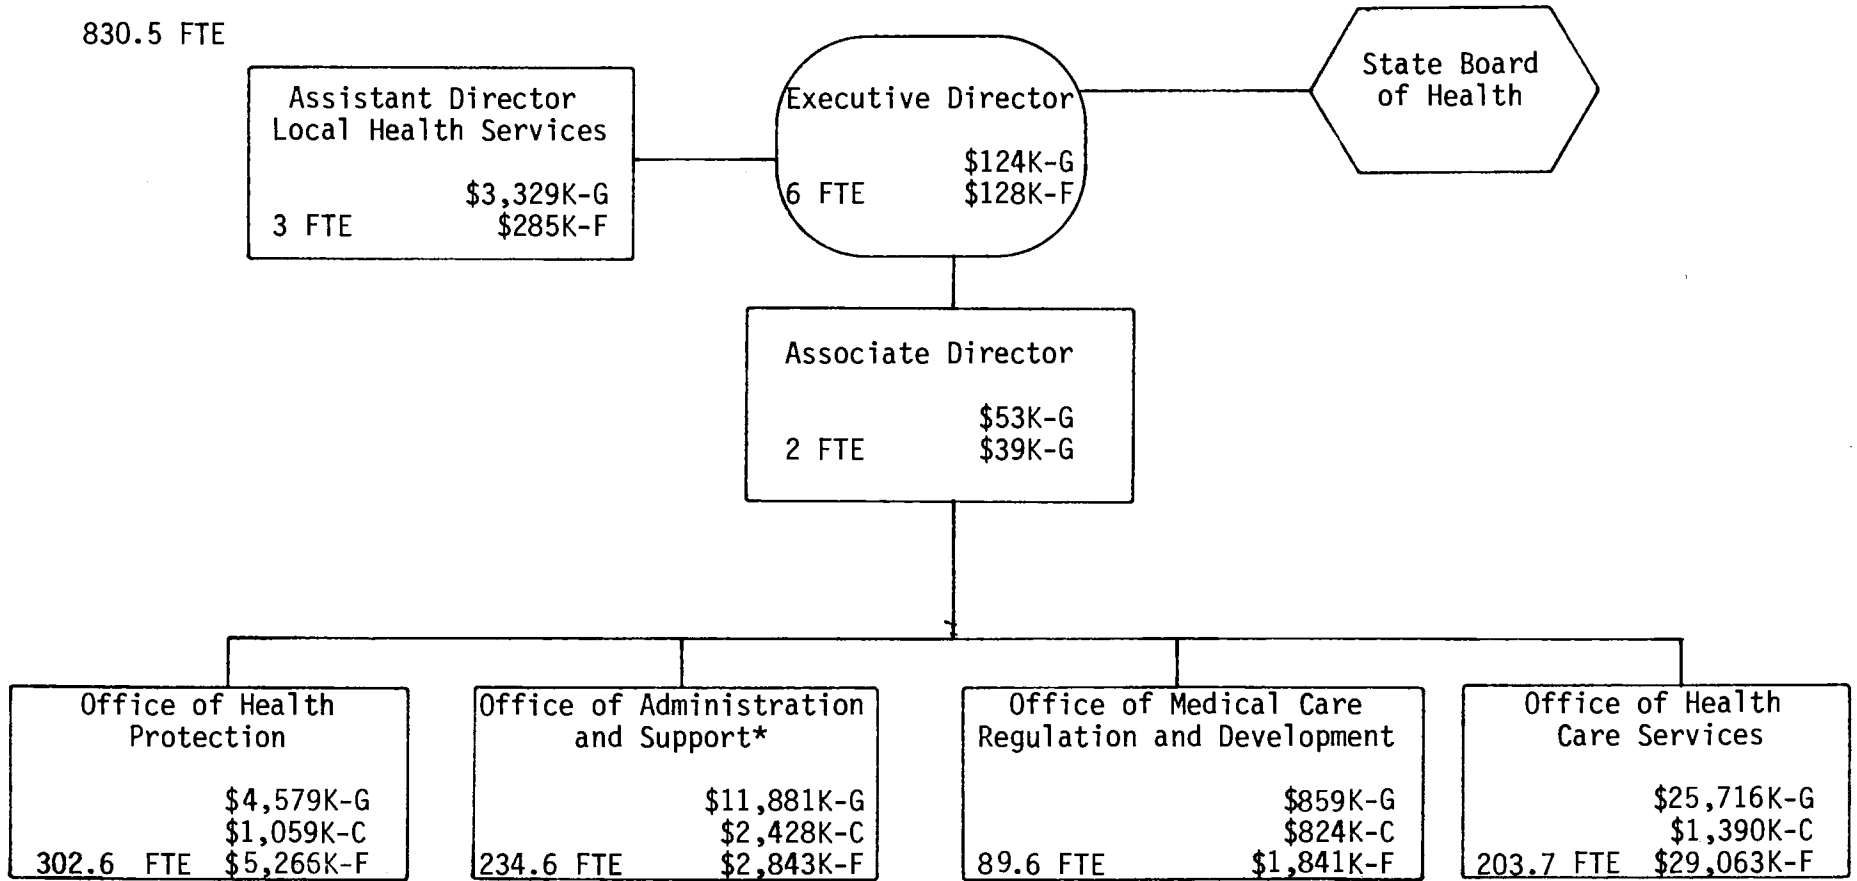 830.5 FTE
Assistant Director
Local Health Services
$3,329K-G
3 FTE $285K-F
Executive Director
$124K-G
6 FTE $128K-F
State Board
of Health
Associate Director
$53K-G
2 FTE $39K-G
Office of Health
Protection
$4,579K-G
$1,059K-C
302.6 FTE $5,266K-F
Office of Administration
and Support*
$11,881K-G
$2,428K-C
234.6 FTE $2,843K-F
Office of Medical Care
Regulation and Development
$859K-G
$824K-C
89.6 FTE $1,841K-F
Office of Health
Care Services
$25,716K-G
$1,390K-C
203.7 FTE $29,063K-F